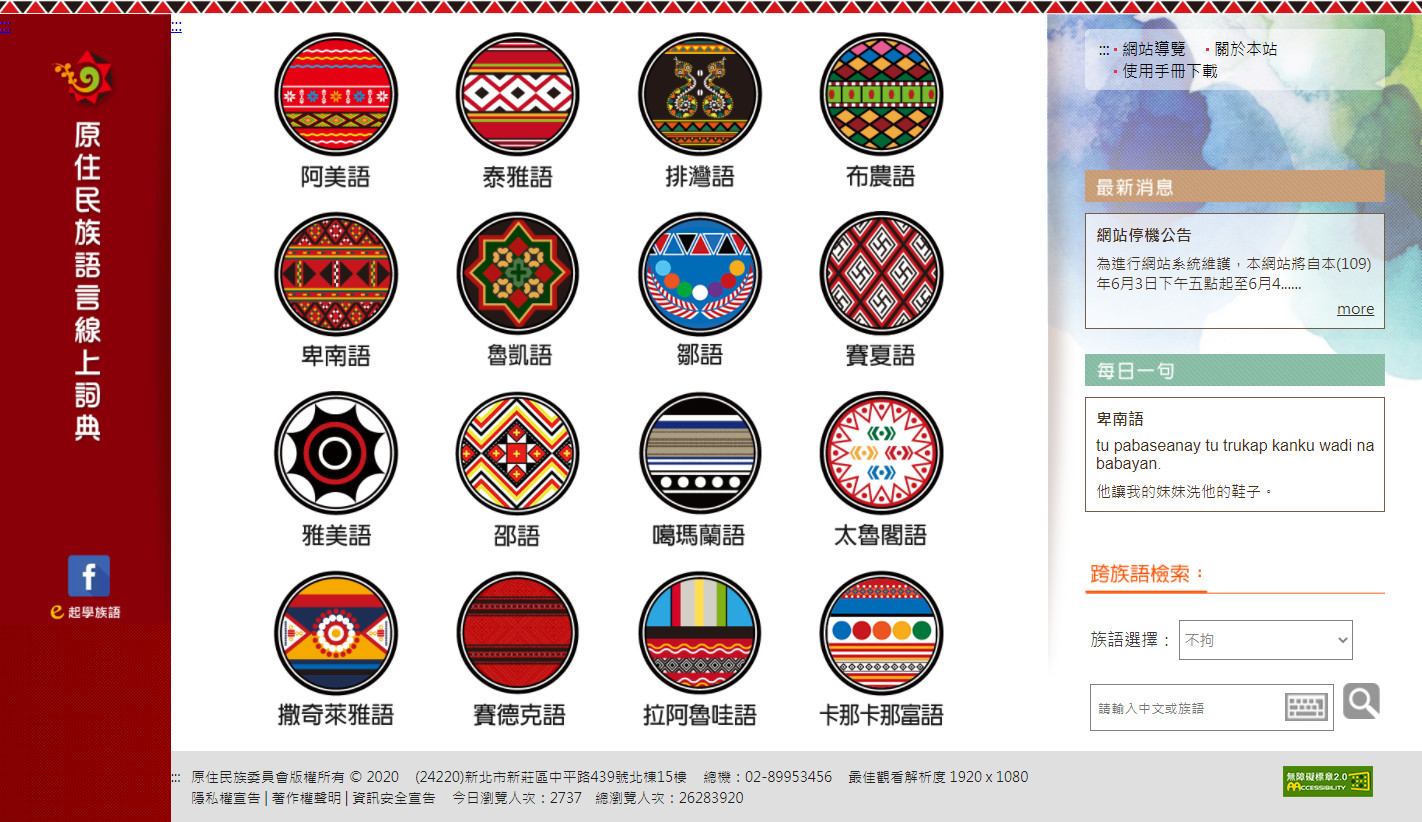 :::
原住民族語言線上詞典
e起學族語
:::
阿美語
泰雅語
排灣語
布農語
卑南語
魯凱語
鄒語
賽夏語
雅美語
邵語
噶瑪蘭語
太魯閣語
撒奇萊雅語
賽德克語
拉阿魯哇語
卡那卡那富語
::: 網站導覽 關於本站
使用手冊下載
最新消息
網站停機公告
為進行網站系統維護，本網站將自本(109)
年6月3日下午五點起至6月4......
more
每日一句
卑南語
tu pabaseanay tu trukap kanku wadi na
babayan.
他讓我的妹妹洗他的鞋子。
跨族語檢索：
族語選擇： 不拘
請輸入中文或族語
::: 原住民族委員會版權所有 © 2020 (24220)新北市新莊區中平路439號北棟15樓 總機：02-89953456 最佳觀看解析度 1920 x 1080
隱私權宣告 | 著作權聲明 | 資訊安全宣告 今日瀏覽人次：2737 總瀏覽人次：26283920
無障礙標章2.0
AACCESSIBILITY